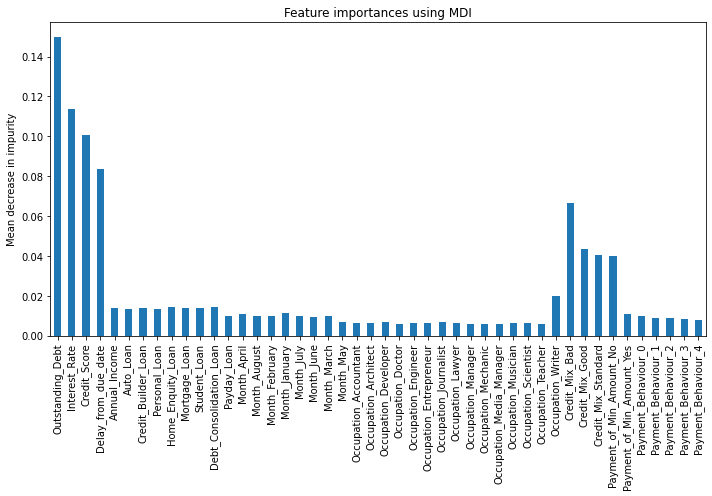 Feature importances using MDI
Mean decrease in impurity
0.14
0.12
0.10
0.08
0.06
0.04
0.02
0.00
Outstanding_Debt
Interest_Rate
Credit_Score
Delay_from_due_date
Annual_Income
Auto_Loan
Credit_Builder_Loan
Personal_Loan
Home_Enquity_Loan
Mortgage_Loan
Student_Loan
Debt_Consolidation_Loan
Payday_Loan
Month_April
Month_August
Month_February
Month_January
Month_July
Month_June
Month_March
Month_May
Occupation_Accountant
Occupation_Architect
Occupation_Developer
Occupation_Doctor
Occupation_Engineer
Occupation_Entrepreneur
Occupation_Journalist
Occupation_Lawyer
Occupation_Manager
Occupation_Mechanic
Occupation_Media_Manager
Occupation_Musician
Occupation_Scientist
Occupation_Teacher
Occupation_Writer
Credit_Mix_Bad
Credit_Mix_Good
Credit_Mix_Standard
Payment_of_Min_Amount_No
Payment_of_Min_Amount_Yes
Payment_Behaviour_0
Payment_Behaviour_1
Payment_Behaviour_2
Payment_Behaviour_3
Payment_Behaviour_4